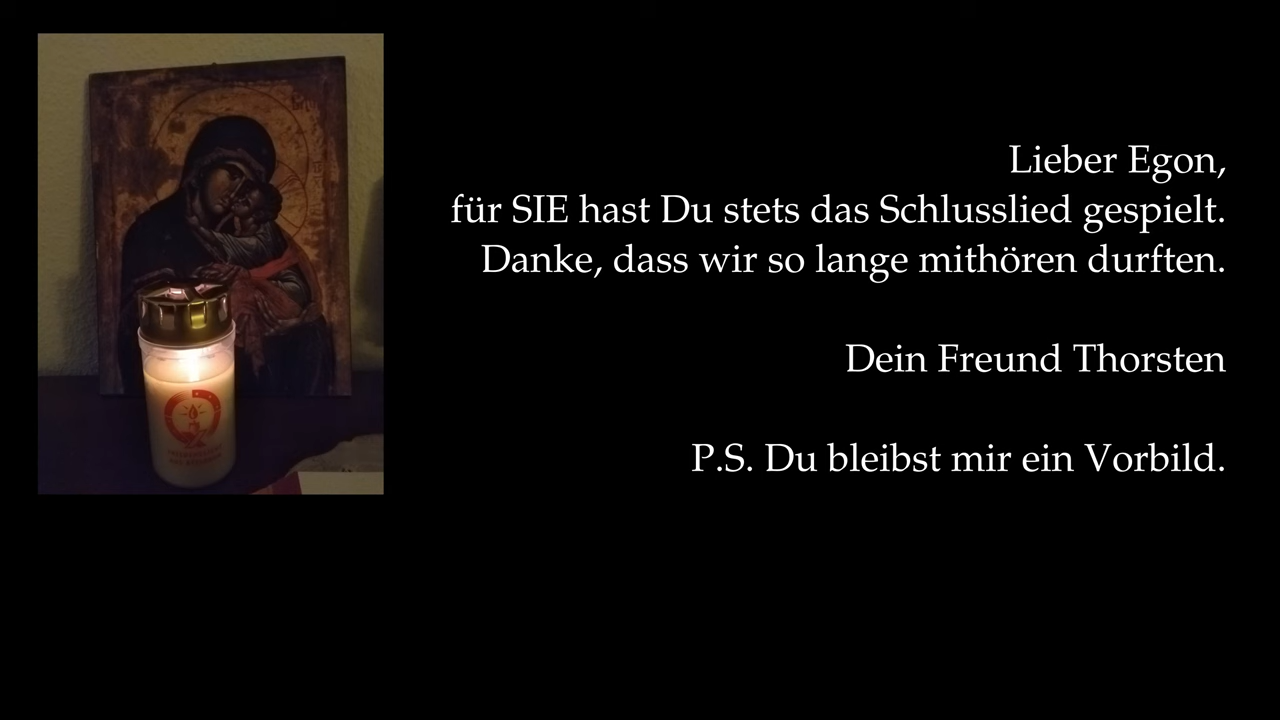 Lieber Egon,
für SIE hast Du stets das Schlusslied gespielt.
Danke, dass wir so lange mithören durften.
Dein Freund Thorsten
P.S. Du bleibst mir ein Vorbild.